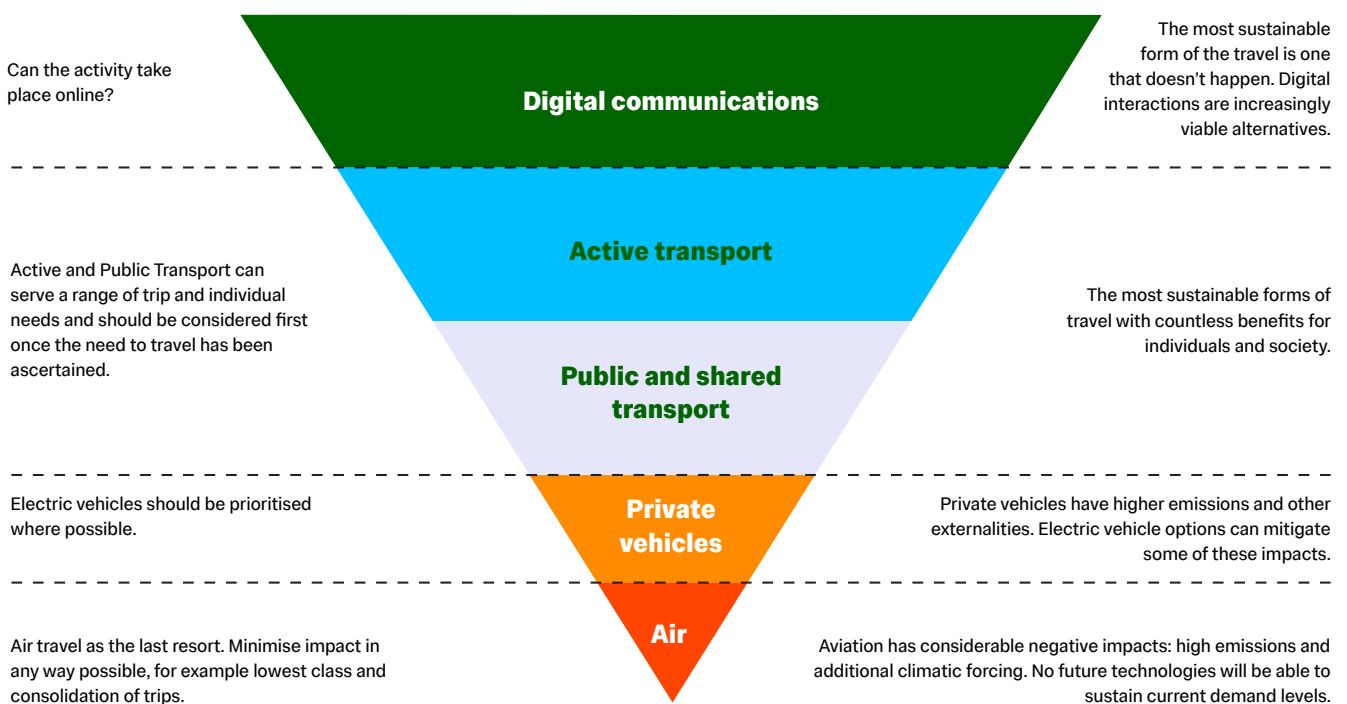 Can the activity take
place online?
Digital communications
The most sustainable
form of the travel is one
that doesn’t happen. Digital
interactions are increasingly
viable alternatives.
Active and Public Transport can
serve a range of trip and individual
needs and should be considered first
once the need to travel has been
ascertained.
Active transport
Public and shared
transport
The most sustainable forms of
travel with countless benefits for
individuals and society.
Electric vehicles should be prioritised
where possible.
Private
vehicles
Private vehicles have higher emissions and other
externalities. Electric vehicle options can mitigate
some of these impacts.
Air travel as the last resort. Minimise impact in
any way possible, for example lowest class and
consolidation of trips.
Air
Aviation has considerable negative impacts: high emissions and
additional climatic forcing. No future technologies will be able to
sustain current demand levels.